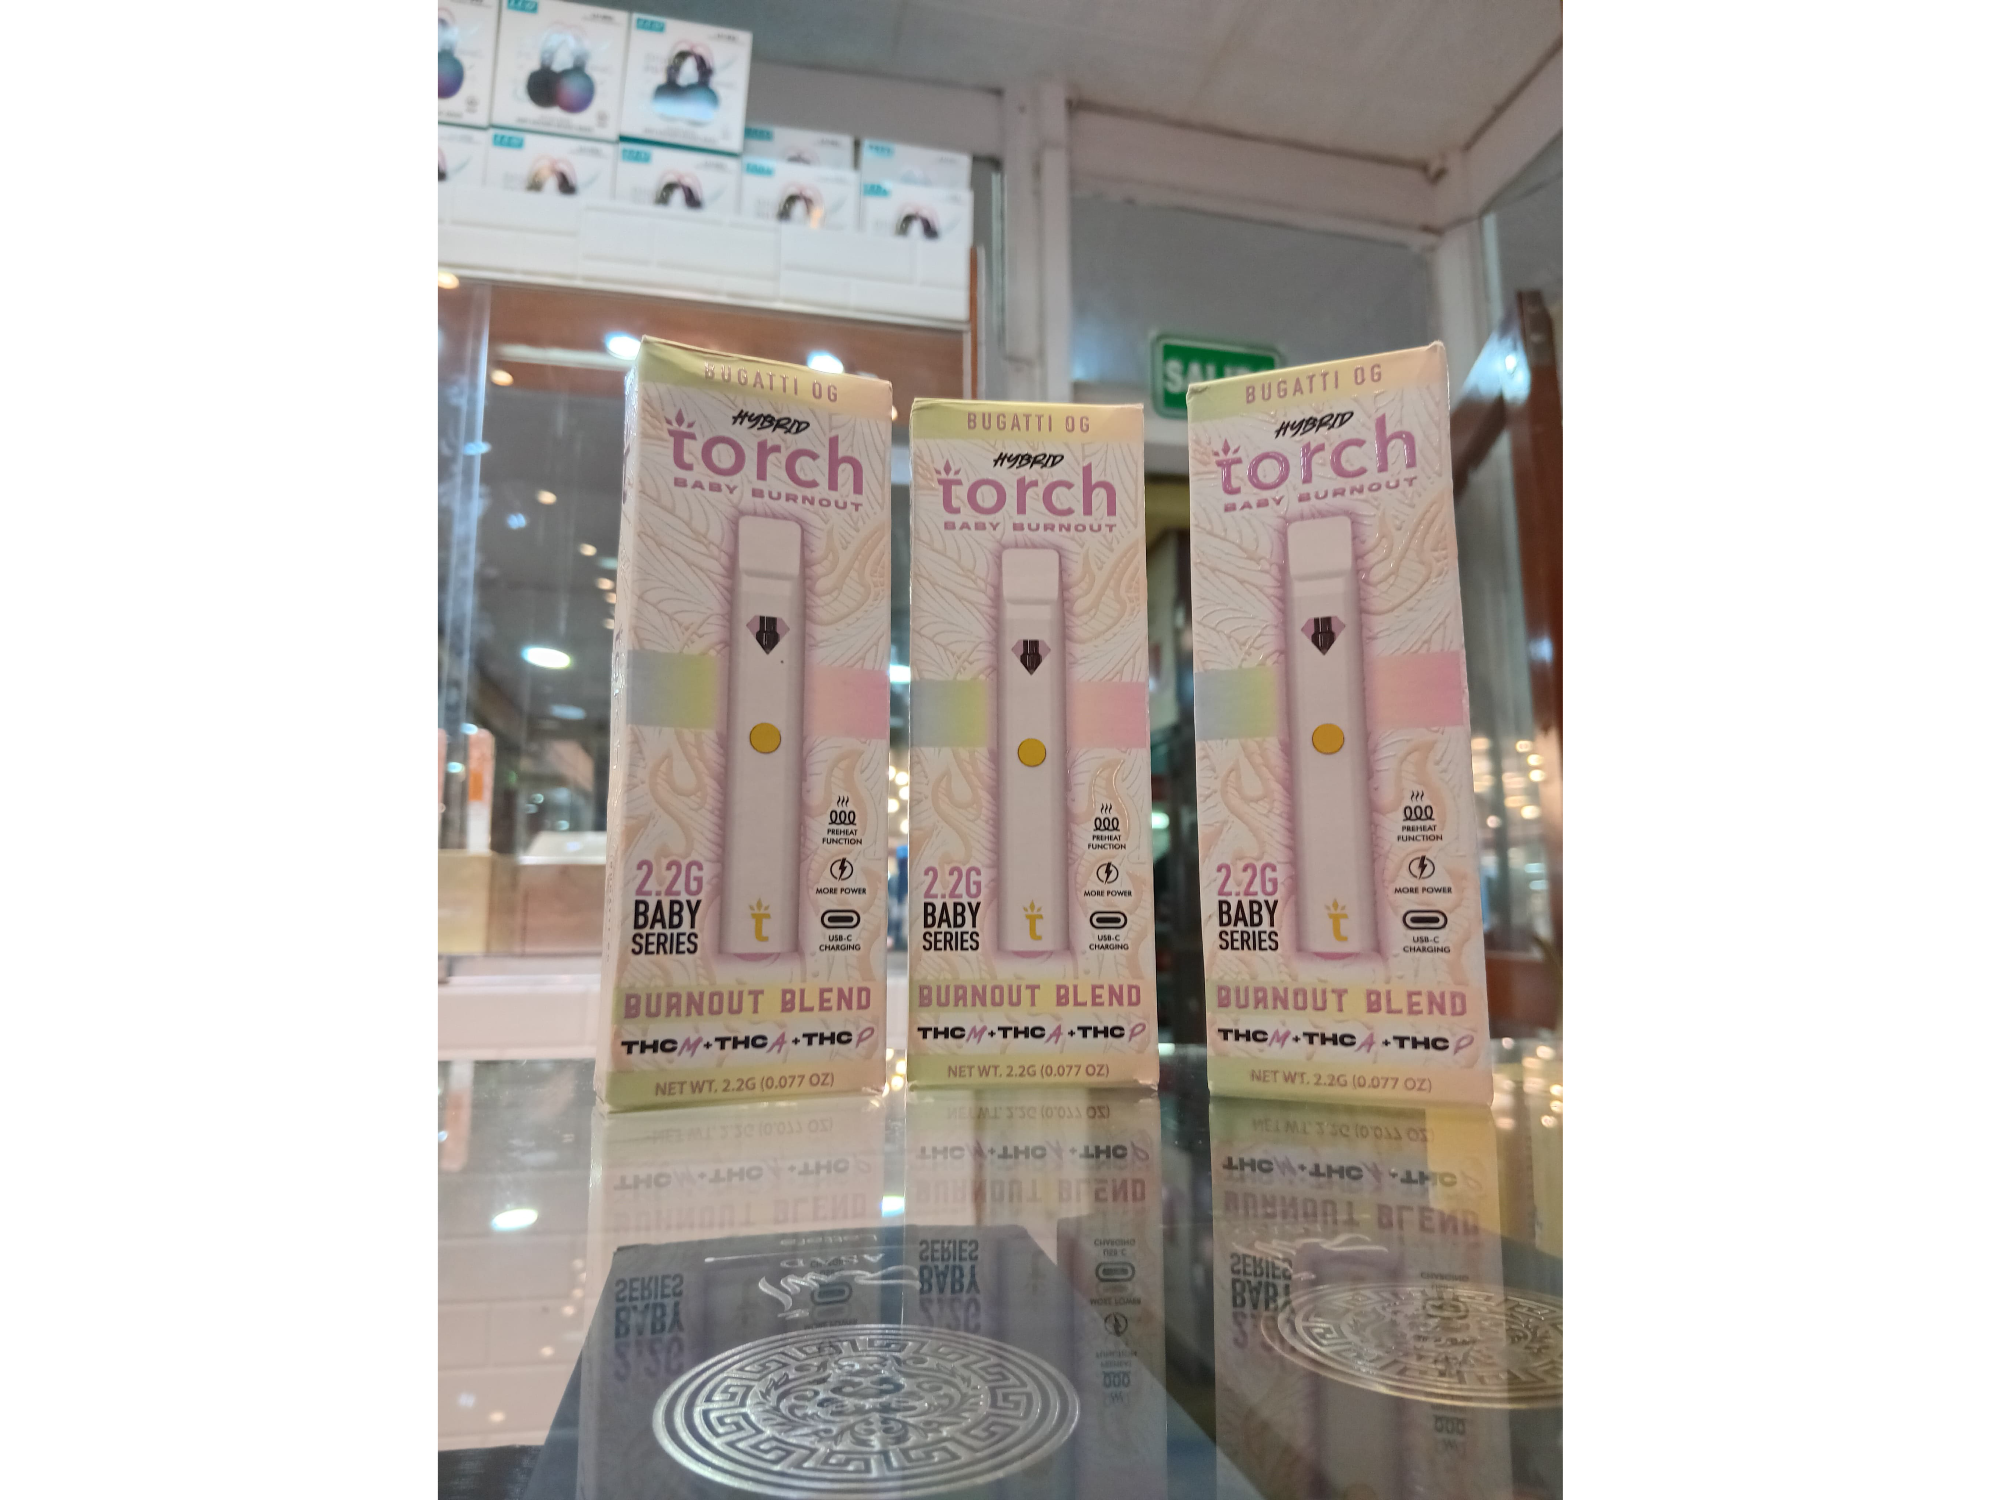 SALI
BUGATTI OG
HYBRID
torch
BABY BURNOUT
PREHEAT
FUNCTION
MORE POWER
USB-C
CHARGING
2.2G
BABY
SERIES
BURNOUT BLEND
THCM+THCA+THCP
NET WT. 2.2G (0.077 OZ)
BUGATTI OG
HYBRID
torch
BABY BURNOUT
PREHEAT
FUNCTION
MORE POWER
USB-C
CHARGING
2.2G
BABY
SERIES
BURNOUT BLEND
THCM+THCA+THCP
NET WT. 2.2G (0.077 OZ)
BUGATTI OG
HYBRID
torch
BABY BURNOUT
PREHEAT
FUNCTION
MORE POWER
USB-C
CHARGING
2.2G
BABY
SERIES
BURNOUT BLEND
THCM+THCA+THCP
NET WT. 2.2G (0.077 OZ)